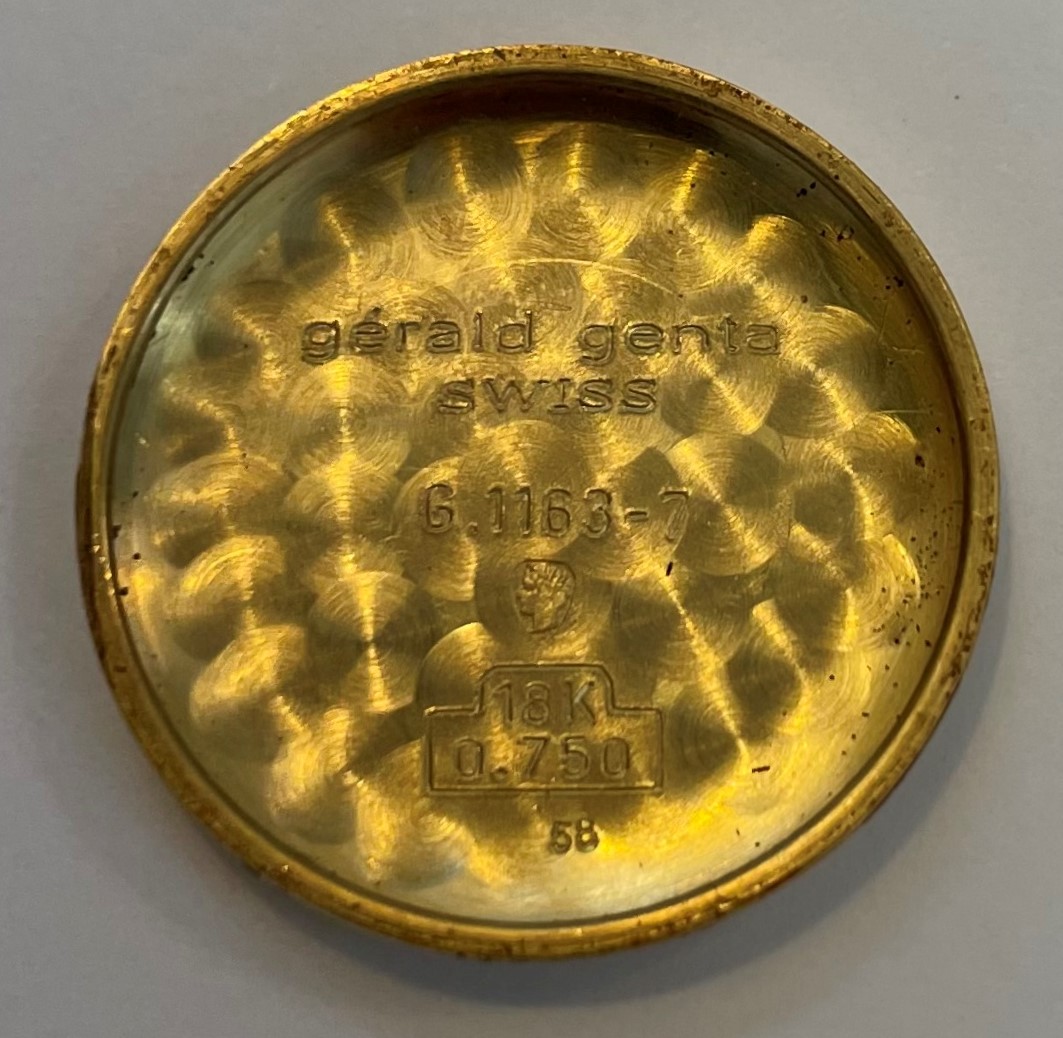 gérald genta
SWISS
G.1163-7
18K
0.750
58